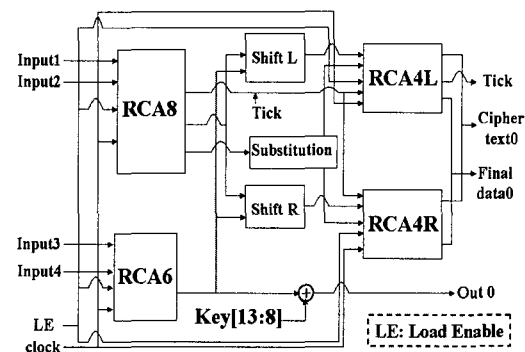 Input1
Input2
RCA8
Shift L
RCA4L
Tick
Tick
Cipher
text0
Substitution
Final
data0
Shift R
RCA4R
Input3
Input4
RCA6
LE
clock
Key[13:8]
+
Out 0
LE: Load Enable